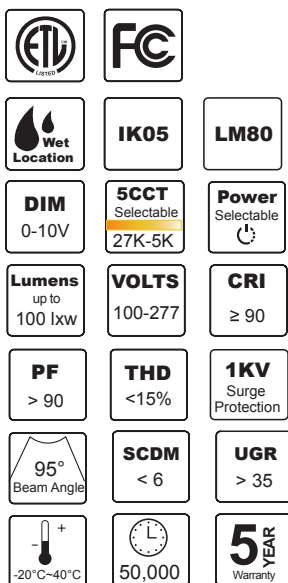 ETL
CM
LISTED
FC
Wet
Location
IK05
LM80
DIM
0-10V
5CCT
Selectable
27K-5K
Power
Selectable
Lumens
up to
100 lxw
VOLTS
100-277
CRI
≥ 90
PF
> 90
THD
<15%
1KV
Surge
Protection
95°
Beam Angle
SCDM
< 6
UGR
> 35
- +
-20°C~40°C
50,000
5 YEAR
Warranty